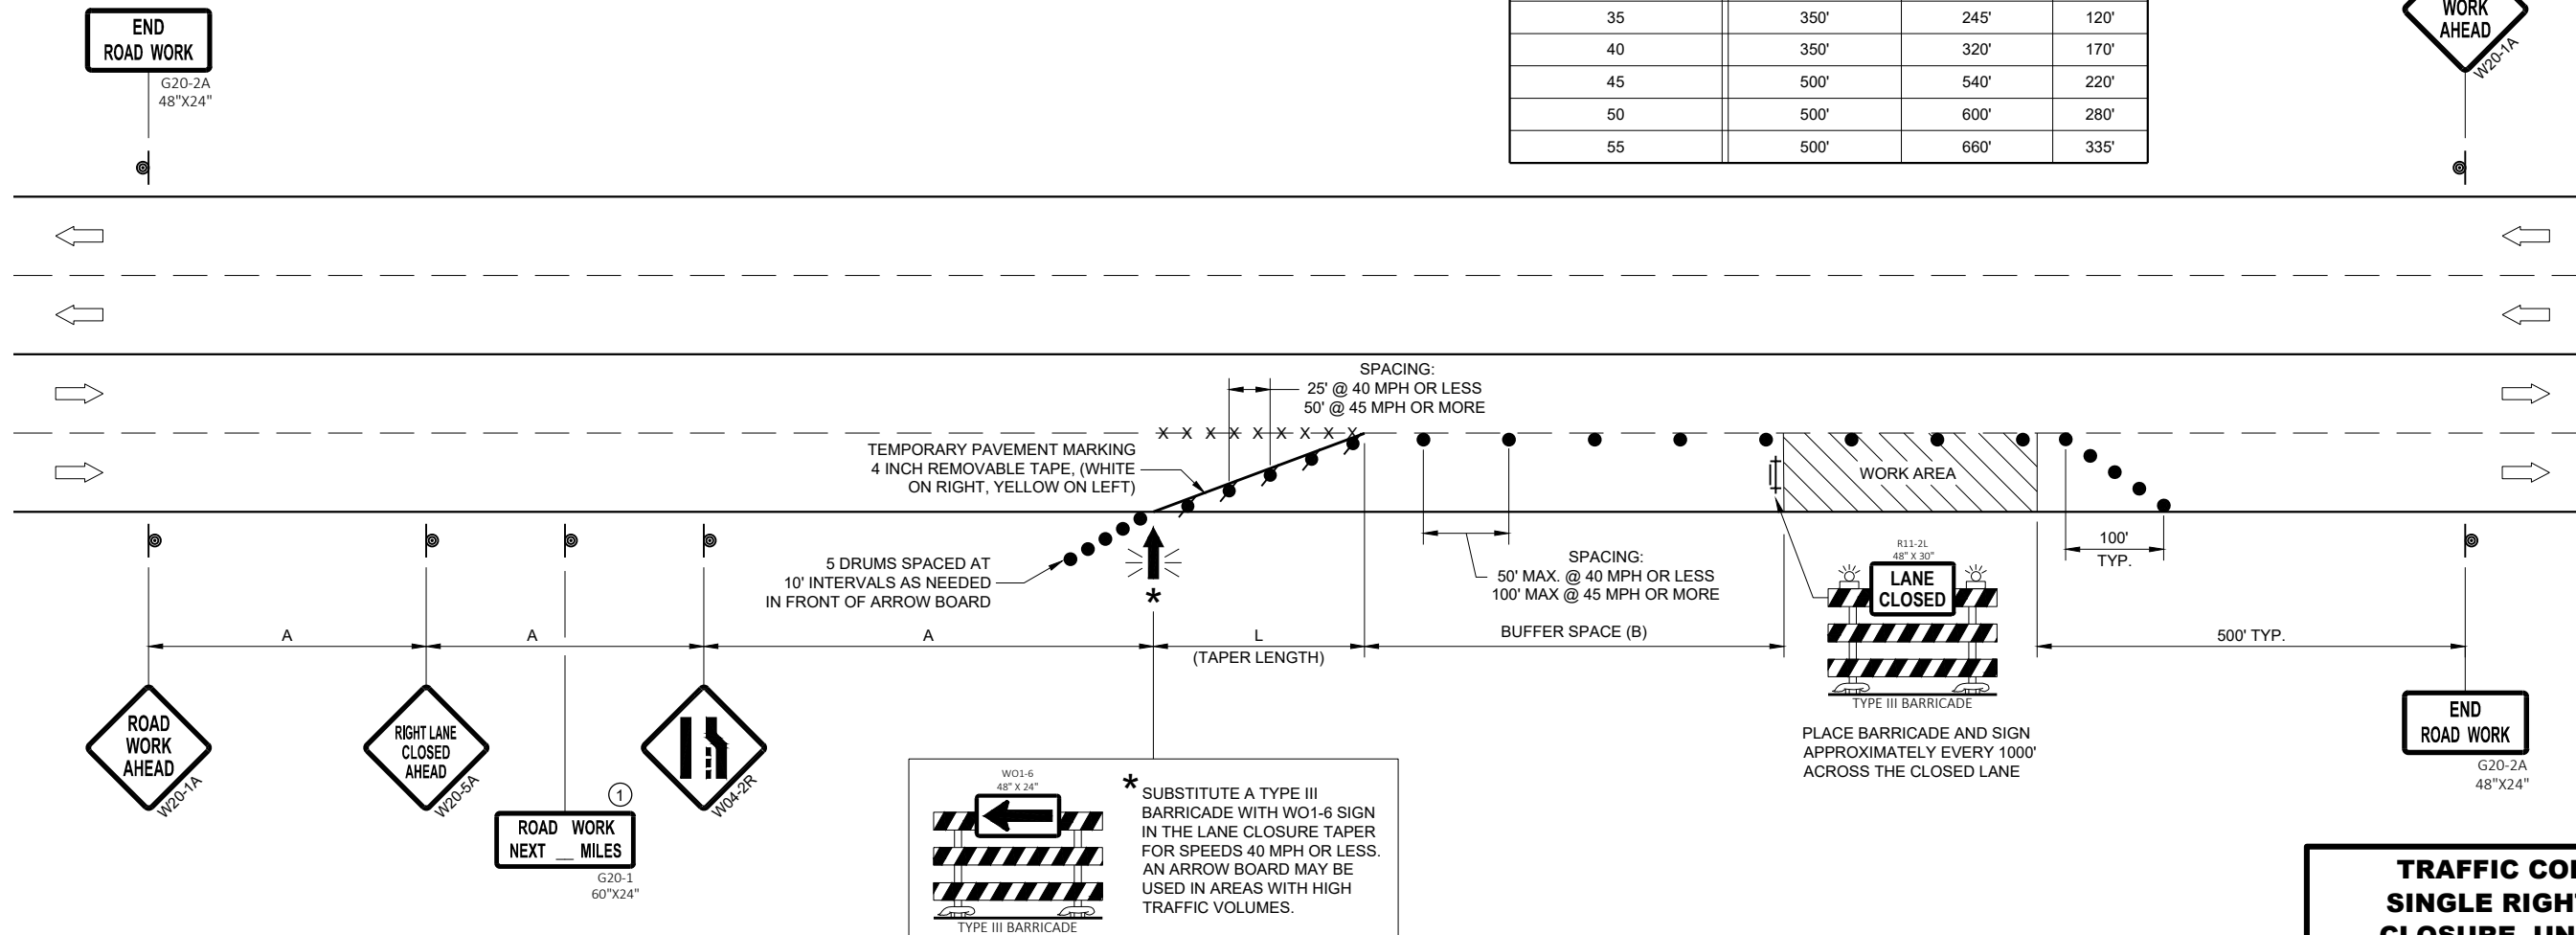 END
ROAD WORK
G20-2A
48"X24"
35 350' 245' 120'
40 350' 320' 170'
45 500' 540' 220'
50 500' 600' 280'
55 500' 660' 335'
WORK
AHEAD
W20-1A
SPACING:
25' @ 40 MPH OR LESS
50' @ 45 MPH OR MORE
X X X X X X X X X
TEMPORARY PAVEMENT MARKING
4 INCH REMOVABLE TAPE, (WHITE
ON RIGHT, YELLOW ON LEFT)
WORK AREA
5 DRUMS SPACED AT
10' INTERVALS AS NEEDED
IN FRONT OF ARROW BOARD
*
SPACING:
50' MAX. @ 40 MPH OR LESS
100' MAX @ 45 MPH OR MORE
R11-2L
48" X 30"
LANE
CLOSED
TYPE III BARRICADE
100'
TYP.
A
A
A
L
(TAPER LENGTH)
BUFFER SPACE (B)
500' TYP.
PLACE BARRICADE AND SIGN
APPROXIMATELY EVERY 1000'
ACROSS THE CLOSED LANE
ROAD
WORK
AHEAD
W20-1A
RIGHT LANE
CLOSED
AHEAD
W20-5A
1
ROAD WORK
NEXT __ MILES
G20-1
60"X24"
W04-2R
WO1-6
48" X 24"
TYPE III BARRICADE
* SUBSTITUTE A TYPE III
BARRICADE WITH WO1-6 SIGN
IN THE LANE CLOSURE TAPER
FOR SPEEDS 40 MPH OR LESS.
AN ARROW BOARD MAY BE
USED IN AREAS WITH HIGH
TRAFFIC VOLUMES.
END
ROAD WORK
G20-2A
48"X24"
TRAFFIC
SINGLE RIGHT
CLOSURE